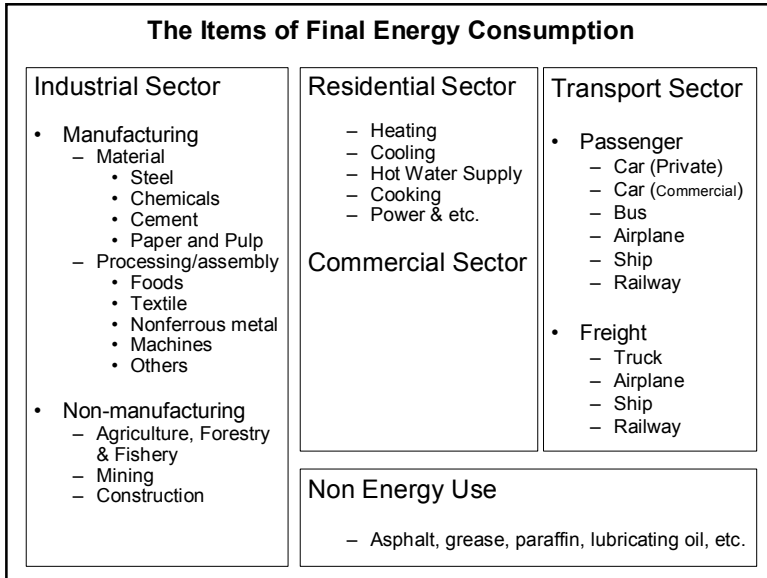 The Items of Final Energy Consumption
Industrial Sector
• Manufacturing
– Material
• Steel
• Chemicals
• Cement
• Paper and Pulp
– Processing/assembly
• Foods
• Textile
• Nonferrous metal
• Machines
• Others
• Non-manufacturing
– Agriculture, Forestry
& Fishery
– Mining
– Construction
Residential Sector
– Heating
– Cooling
– Hot Water Supply
– Cooking
– Power & etc.
Commercial Sector
Transport Sector
• Passenger
– Car (Private)
– Car (Commercial)
– Bus
– Airplane
– Ship
– Railway
• Freight
– Truck
– Airplane
– Ship
– Railway
Non Energy Use
– Asphalt, grease, paraffin, lubricating oil, etc.